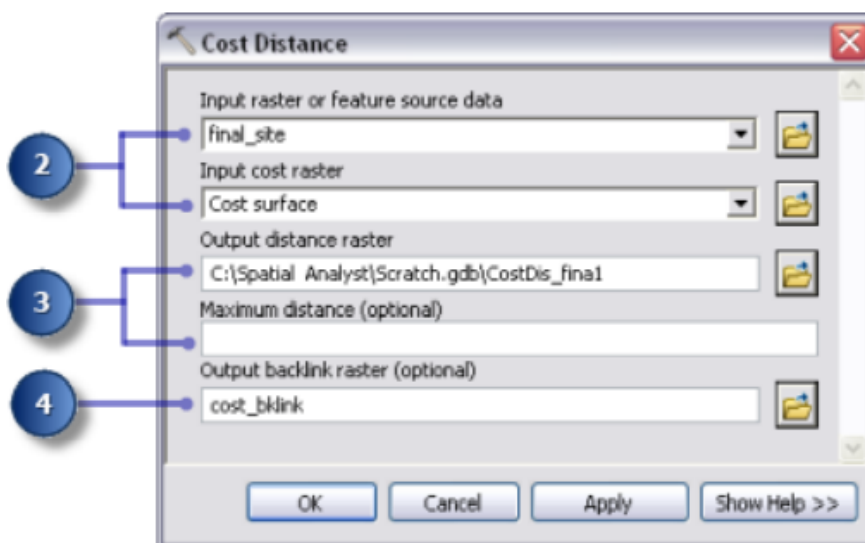 Cost Distance
Input raster or feature source data
2
final_site
Input cost raster
Cost surface
Output distance raster
3
C:\Spatial Analyst\Scratch.gdb\CostDis_fina1
Maximum distance (optional)
Output backlink raster (optional)
4
cost_bklink
OK Cancel Apply Show Help >>